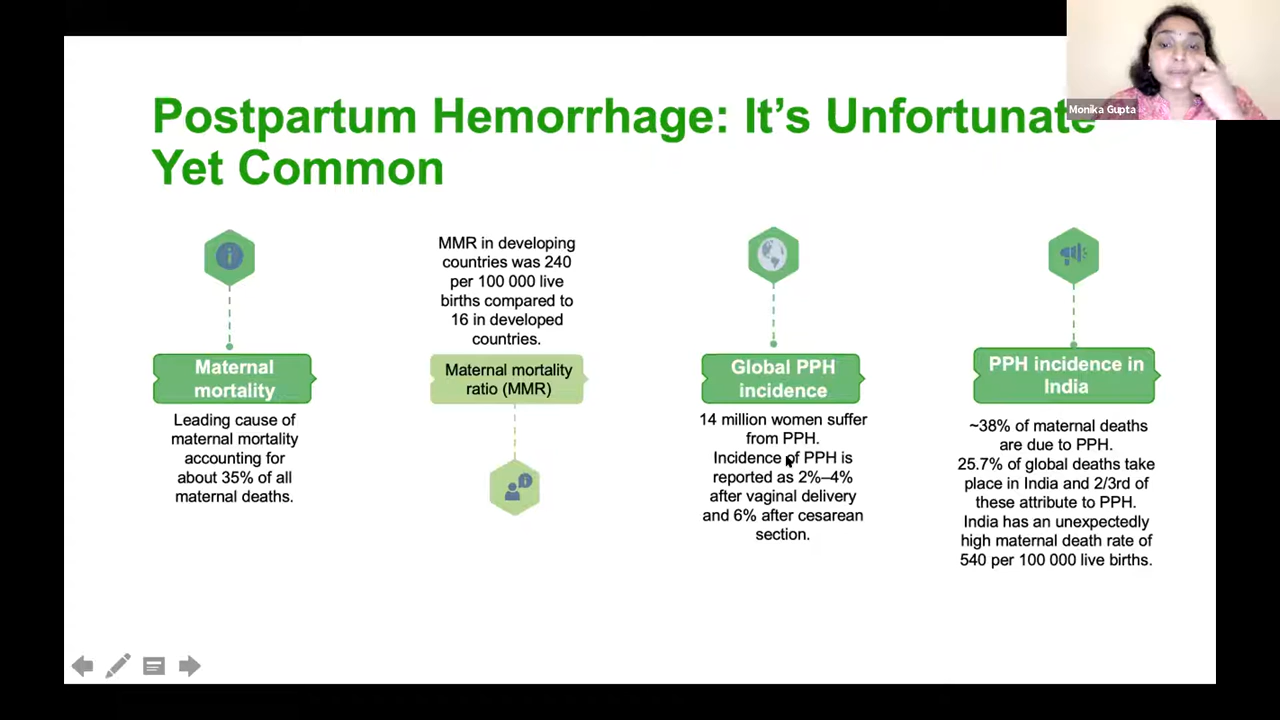 Monika Gupta
Postpartum Hemorrhage: It's Unfortunate
Yet Common
Maternal
mortality
Leading cause of
maternal mortality
accounting for
about 35% of all
maternal deaths.
MMR in developing
countries was 240
per 100 000 live
births compared to
16 in developed
countries.
Maternal mortality
ratio (MMR)
Global PPH
incidence
14 million women suffer
from PPH.
Incidence of PPH is
reported as 2%–4%
after vaginal delivery
and 6% after cesarean
section.
PPH incidence in
India
~38% of maternal deaths
are due to PPH.
25.7% of global deaths take
place in India and 2/3rd of
these attribute to PPH.
India has an unexpectedly
high maternal death rate of
540 per 100 000 live births.